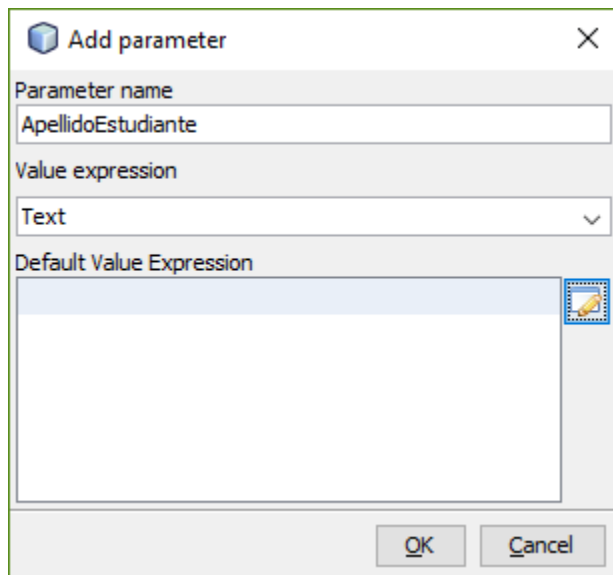 Add parameter
Parameter name
ApellidoEstudiante
Value expression
Text
Default Value Expression
OK Cancel